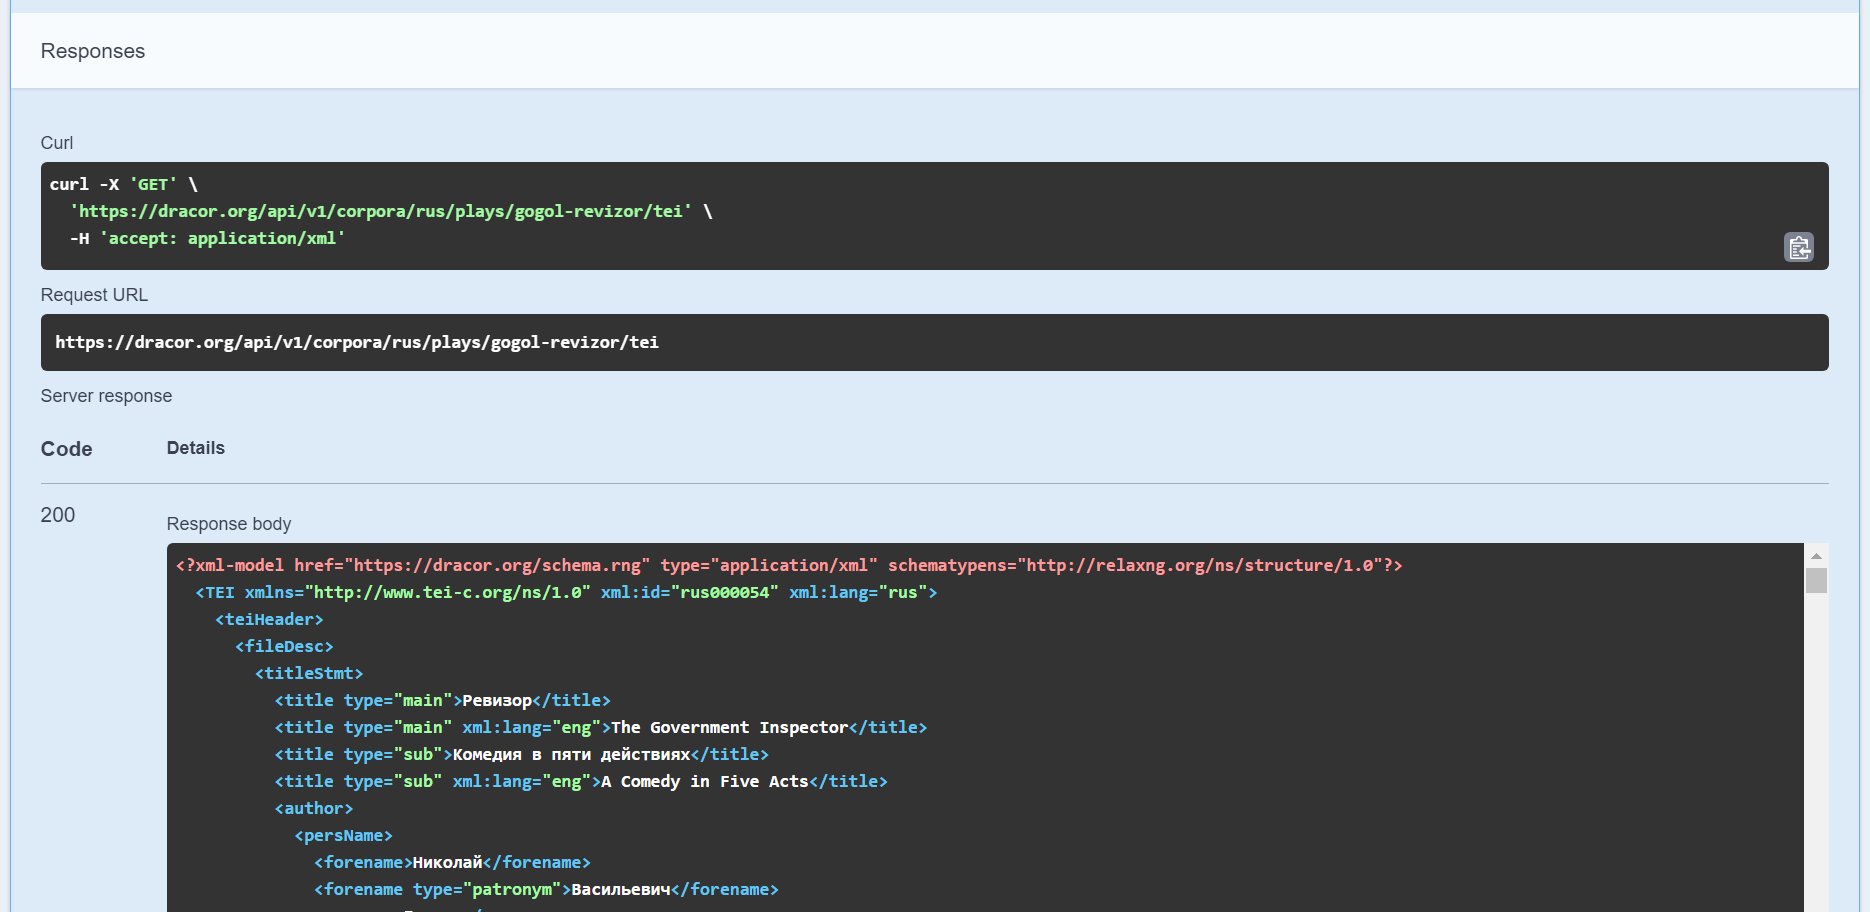 Responses
Curl
curl -X 'GET' \
'https://dracor.org/api/v1/corpora/rus/plays/gogol-revizor/tei' \
-H 'accept: application/xml'
Request URL
https://dracor.org/api/v1/corpora/rus/plays/gogol-revizor/tei
Server response
Code Details
200
Response body
<?xml-model href="https://dracor.org/schema.rng" type="application/xml" schematypens="http://relaxng.org/ns/structure/1.0"?>
<TEI xmlns="http://www.tei-c.org/ns/1.0" xml:id="rus000054" xml:lang="rus">
<teiHeader>
<fileDesc>
<titleStmt>
<title type="main">Ревизор</title>
<title type="main" xml:lang="eng">The Government Inspector</title>
<title type="sub">Комедия в пяти действиях</title>
<title type="sub" xml:lang="eng">A Comedy in Five Acts</title>
<author>
<persName>
<forename>Николай</forename>
<forename type="patronym">Васильевич</forename>